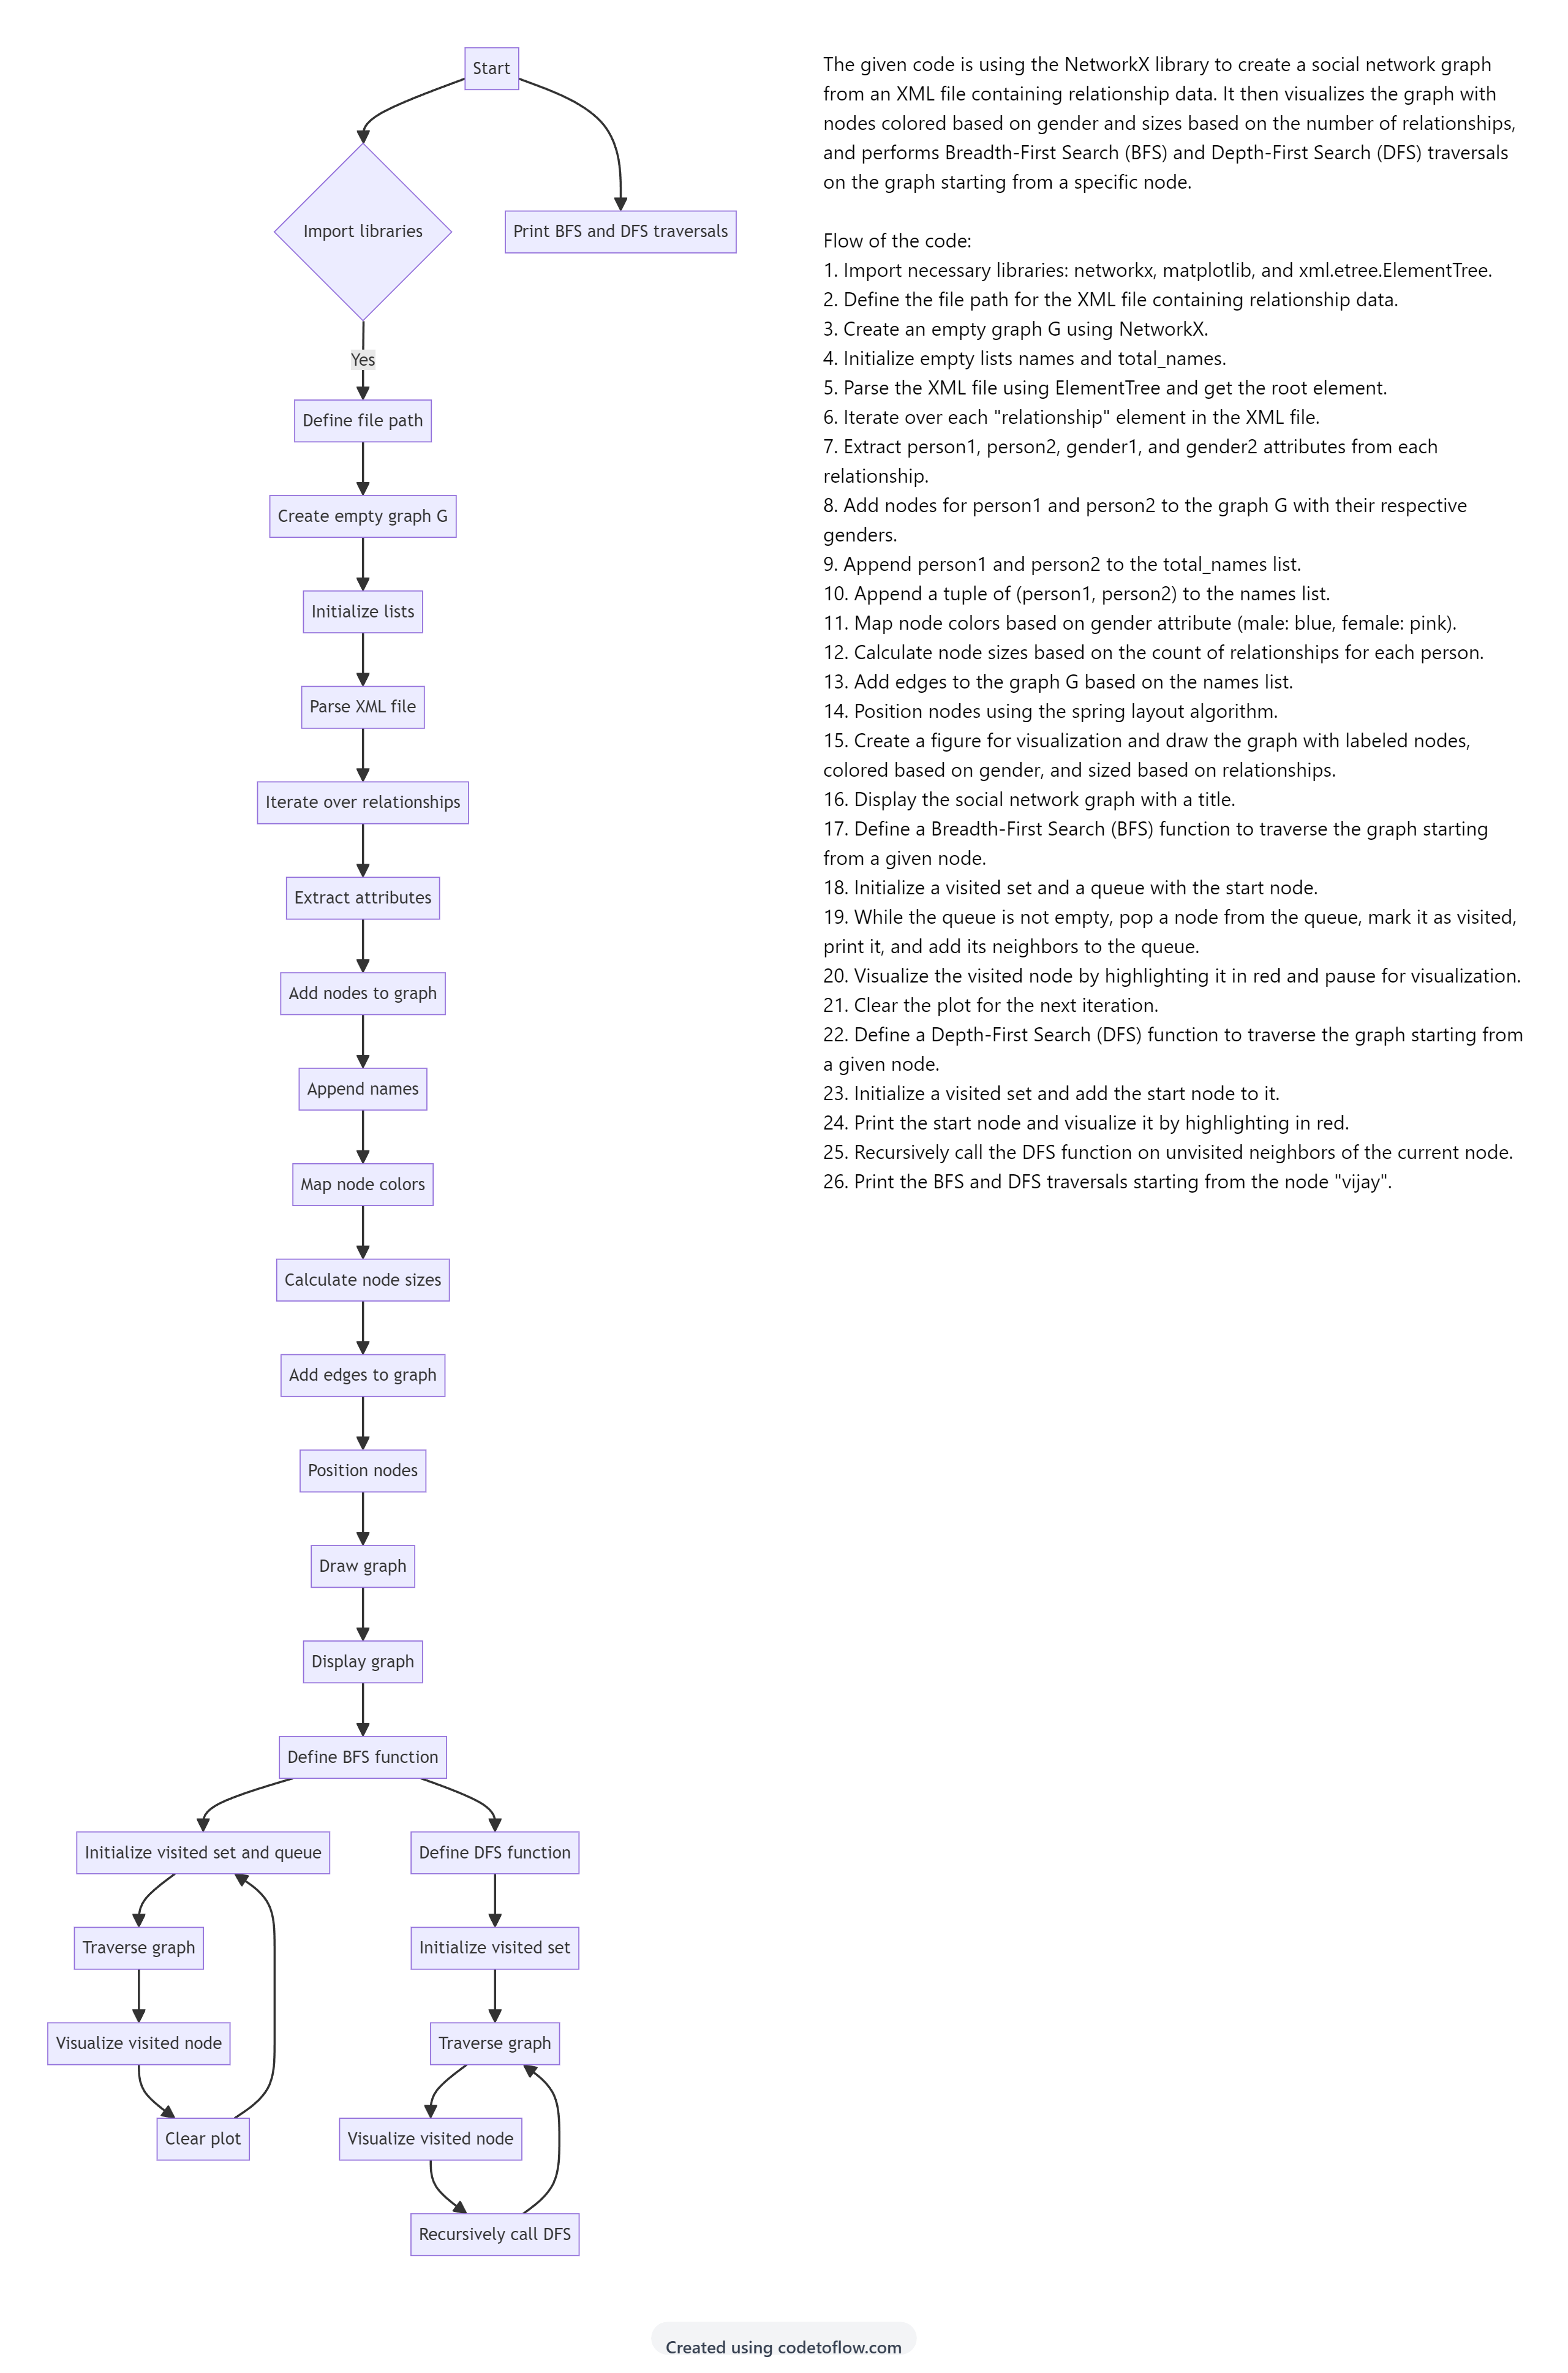 Start
Import libraries
Print BFS and DFS traversals
Yes
Define file path
Create empty graph G
Initialize lists
Parse XML file
Iterate over relationships
Extract attributes
Add nodes to graph
Append names
Map node colors
Calculate node sizes
Add edges to graph
Position nodes
Draw graph
Display graph
Define BFS function
Initialize visited set and queue
Define DFS function
Traverse graph
Initialize visited set
Visualize visited node
Traverse graph
Clear plot
Visualize visited node
Recursively call DFS
The given code is using the NetworkX library to create a social network graph
from an XML file containing relationship data. It then visualizes the graph with
nodes colored based on gender and sizes based on the number of relationships,
and performs Breadth-First Search (BFS) and Depth-First Search (DFS) traversals
on the graph starting from a specific node.
Flow of the code:
1. Import necessary libraries: networkx, matplotlib, and xml.etree.ElementTree.
2. Define the file path for the XML file containing relationship data.
3. Create an empty graph G using NetworkX.
4. Initialize empty lists names and total_names.
5. Parse the XML file using ElementTree and get the root element.
6. Iterate over each "relationship" element in the XML file.
7. Extract person1, person2, gender1, and gender2 attributes from each
relationship.
8. Add nodes for person1 and person2 to the graph G with their respective
genders.
9. Append person1 and person2 to the total_names list.
10. Append a tuple of (person1, person2) to the names list.
11. Map node colors based on gender attribute (male: blue, female: pink).
12. Calculate node sizes based on the count of relationships for each person.
13. Add edges to the graph G based on the names list.
14. Position nodes using the spring layout algorithm.
15. Create a figure for visualization and draw the graph with labeled nodes,
colored based on gender, and sized based on relationships.
16. Display the social network graph with a title.
17. Define a Breadth-First Search (BFS) function to traverse the graph starting
from a given node.
18. Initialize a visited set and a queue with the start node.
19. While the queue is not empty, pop a node from the queue, mark it as visited,
print it, and add its neighbors to the queue.
20. Visualize the visited node by highlighting it in red and pause for visualization.
21. Clear the plot for the next iteration.
22. Define a Depth-First Search (DFS) function to traverse the graph starting from
a given node.
23. Initialize a visited set and add the start node to it.
24. Print the start node and visualize it by highlighting in red.
25. Recursively call the DFS function on unvisited neighbors of the current node.
26. Print the BFS and DFS traversals starting from the node "vijay".
Created using codetoflow.com